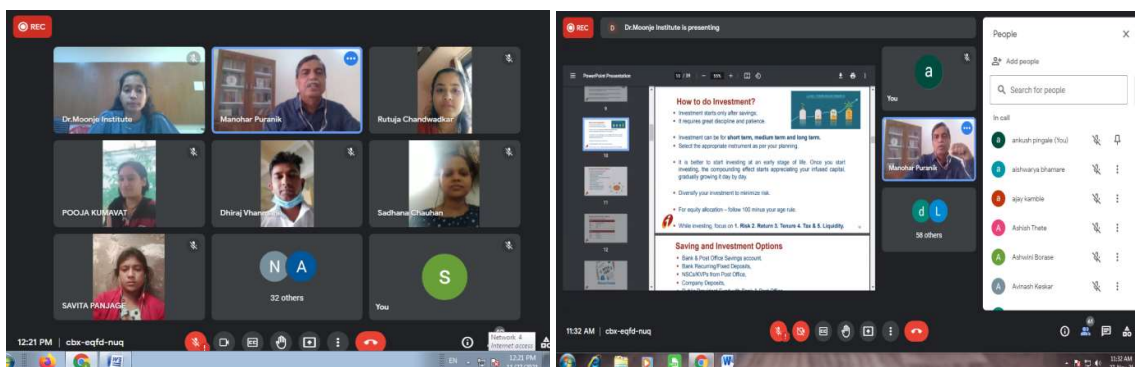 REC
Dr.Moonje Institute
Manohar Puranik
Rutuja Chandwadkar
POOJA KUMAVAT
Dhiraj
Sadhana Chauhan
SAVITA PANJAGE
N A
32 others
S
You
12:21 PM | cbx-eqfd-nuq
Network 4
Internet access
EN
12:21 PM
REC
D Dr.Moonje Institute is presenting
PowerPoint Presentation
9
10
11
12
How to do Investment?
• Investment starts only after savings.
• It requires great discipline and patience.
• Investment can be for short term, medium term and long term.
• Select the appropriate instrument as per your planning.
• It is better to start investing at an early stage of life. Once you start
investing, the compounding effect starts appreciating your infused capital,
gradually growing it day by day.
• Diversify your investment to minimize risk.
• For equity allocation – follow 100 minus your age rule.
• While investing, focus on 1. Risk 2. Return 3. Tenure 4. Tax & 5. Liquidity.
Saving and Investment Options
• Bank & Post Office Savings account,
• Bank Recurring/Fixed Deposits,
• NSCs/KVPs from Post Office,
• Company Deposits,
a
You
Manohar Puranik
d L
58 others
People
X
Add people
Search for people
In call
a ankush pingale (You)
a aishwarya bhamare
a ajay kamble
A Ashish Thete
A Ashwini Borase
A Avinash Keskar
11:32 AM | cbx-eqfd-nuq
11:32 AM